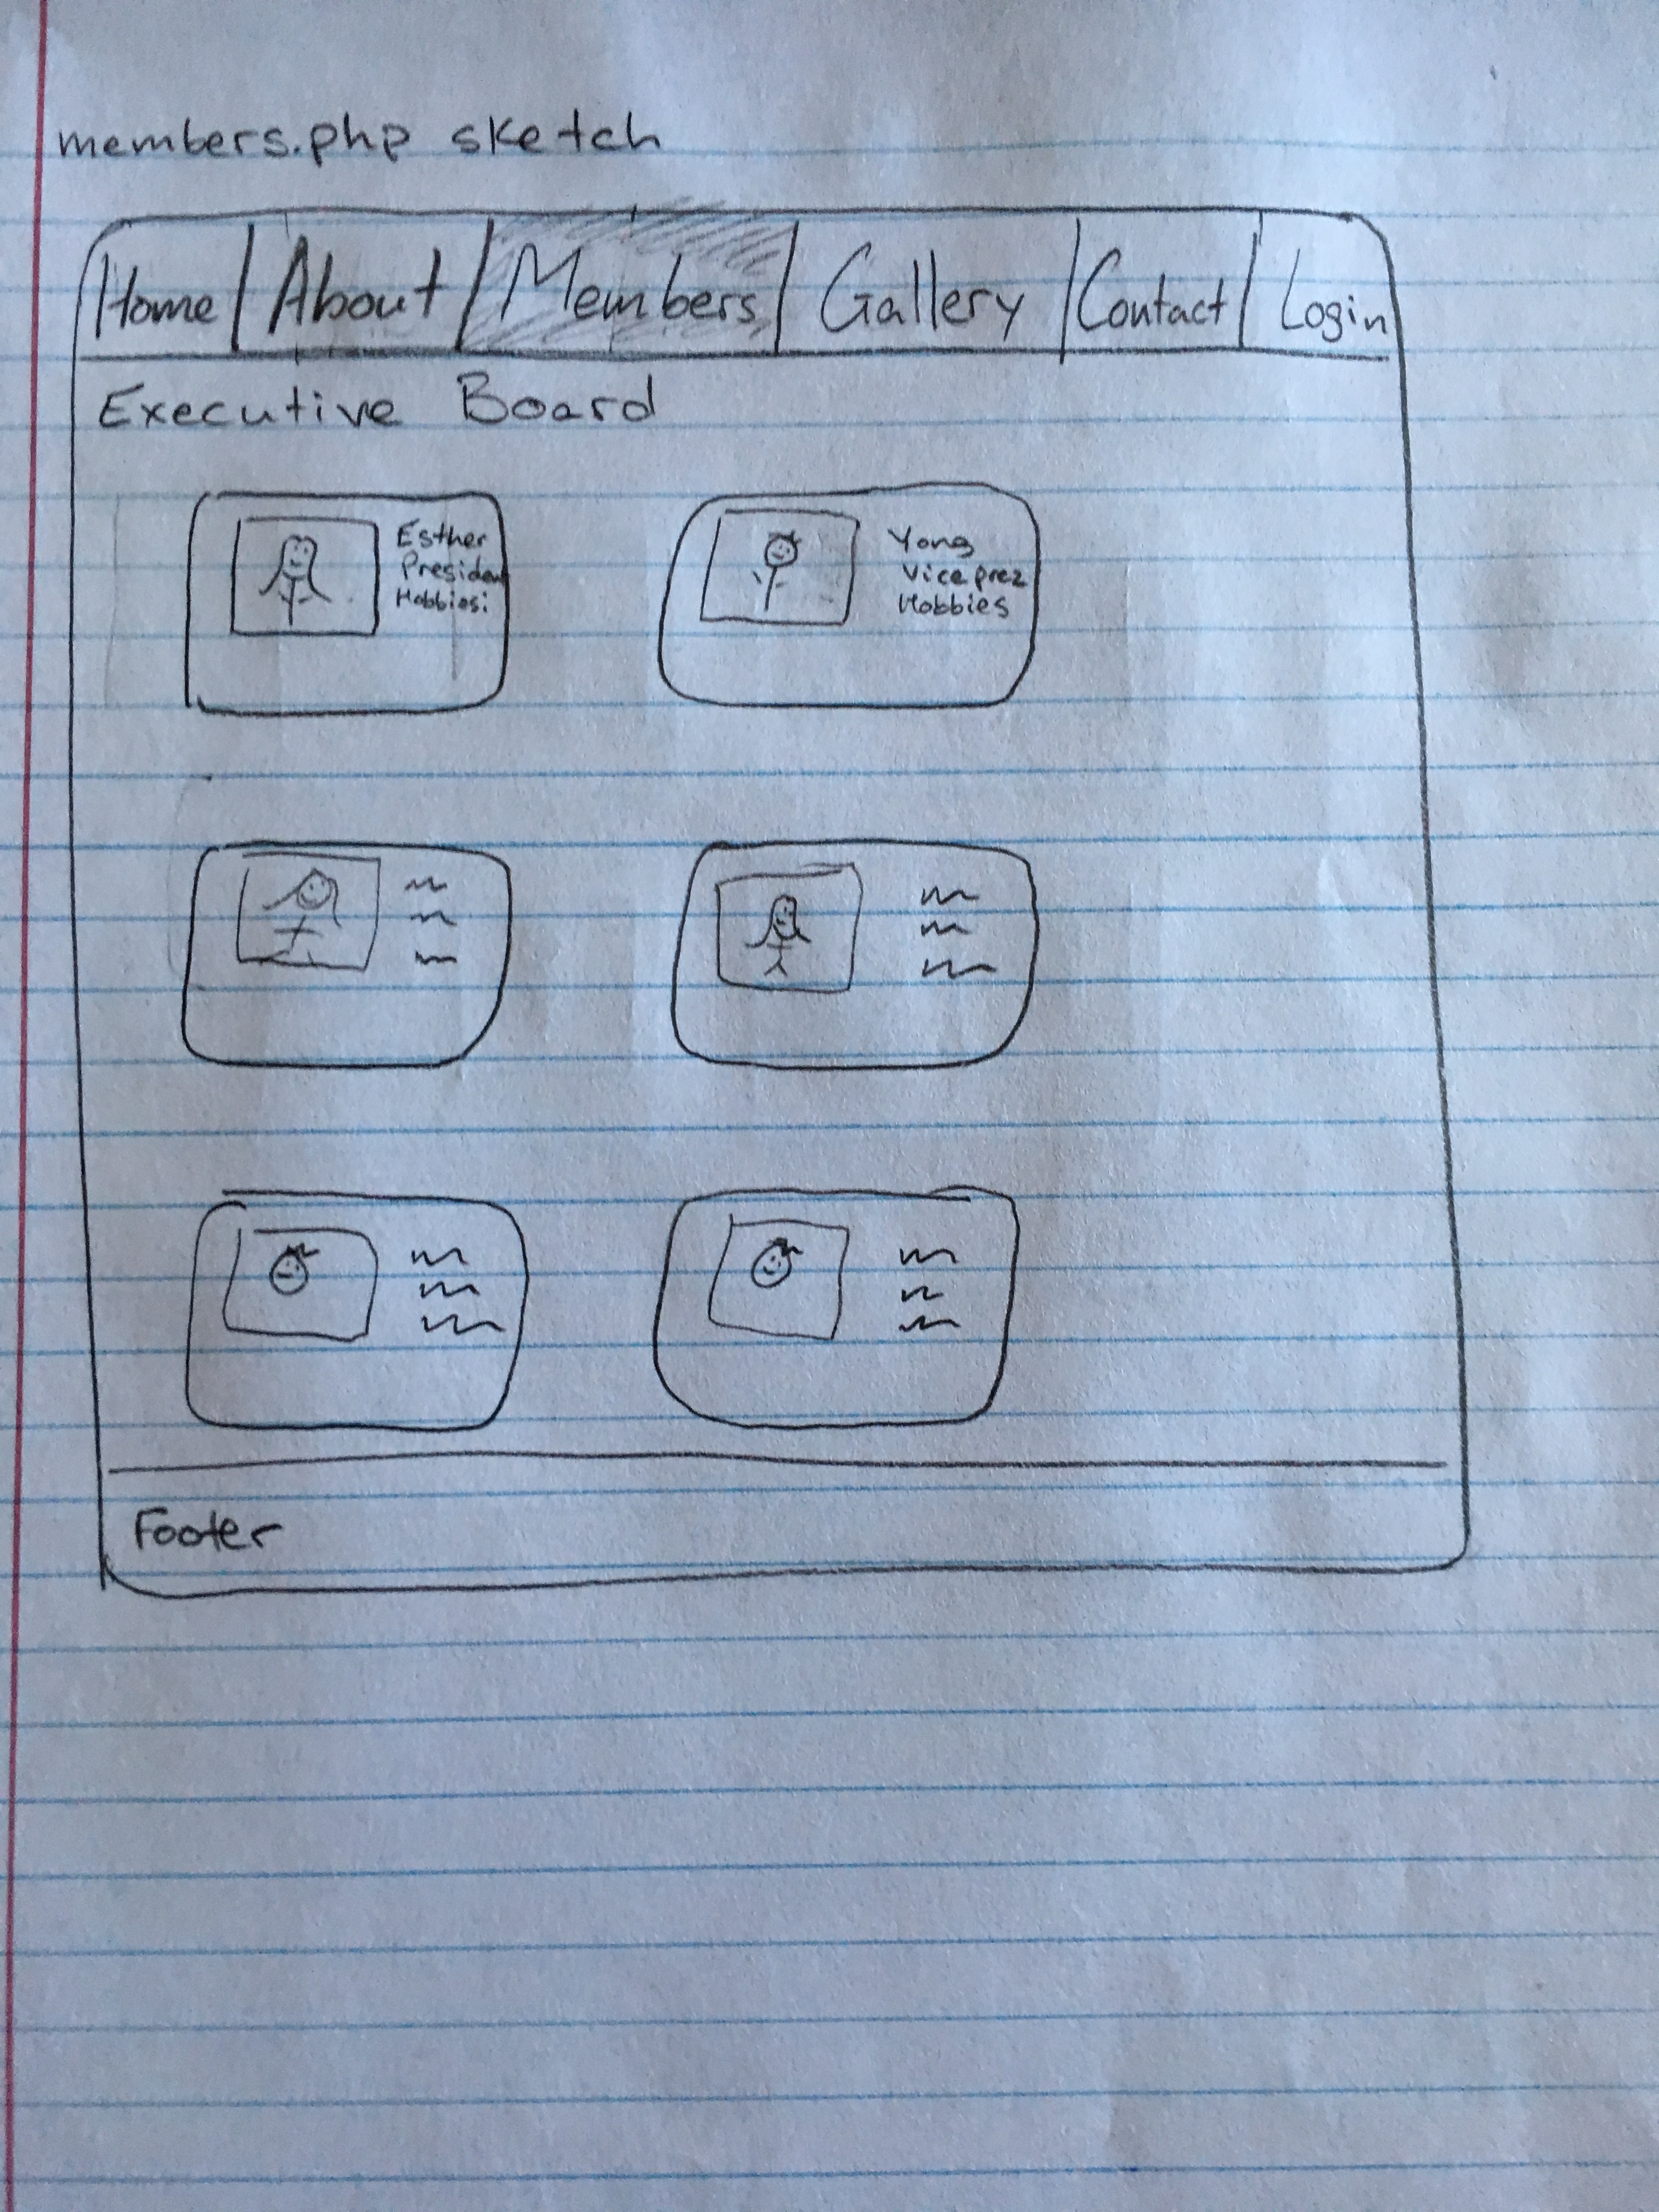 members.php sketch
Home About Members Gallery Contact Login
Executive Board
Esther
Presiden
Hobbies:
Yong
Vice prez
Hobbies
Footer